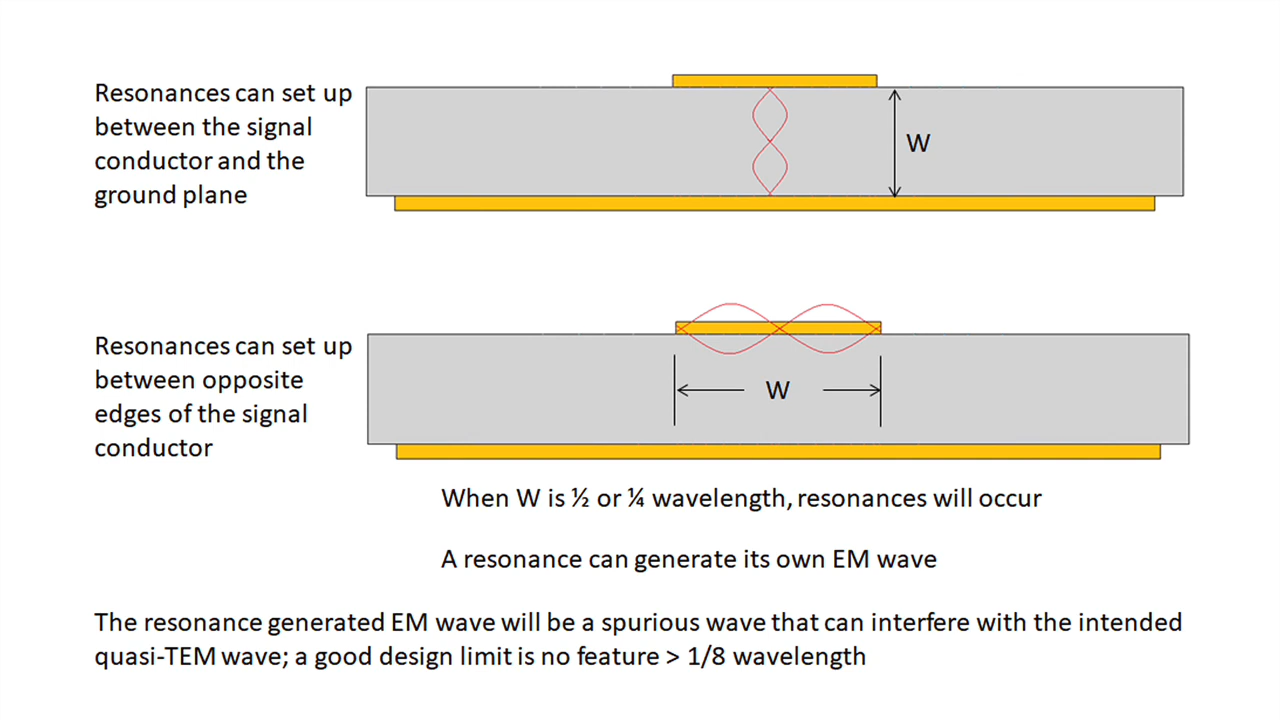 Resonances can set up
between the signal
conductor and the
ground plane
W
Resonances can set up
between opposite
edges of the signal
conductor
W
When W is ½ or ¼ wavelength, resonances will occur
A resonance can generate its own EM wave
The resonance generated EM wave will be a spurious wave that can interfere with the intended
quasi-TEM wave; a good design limit is no feature > 1/8 wavelength